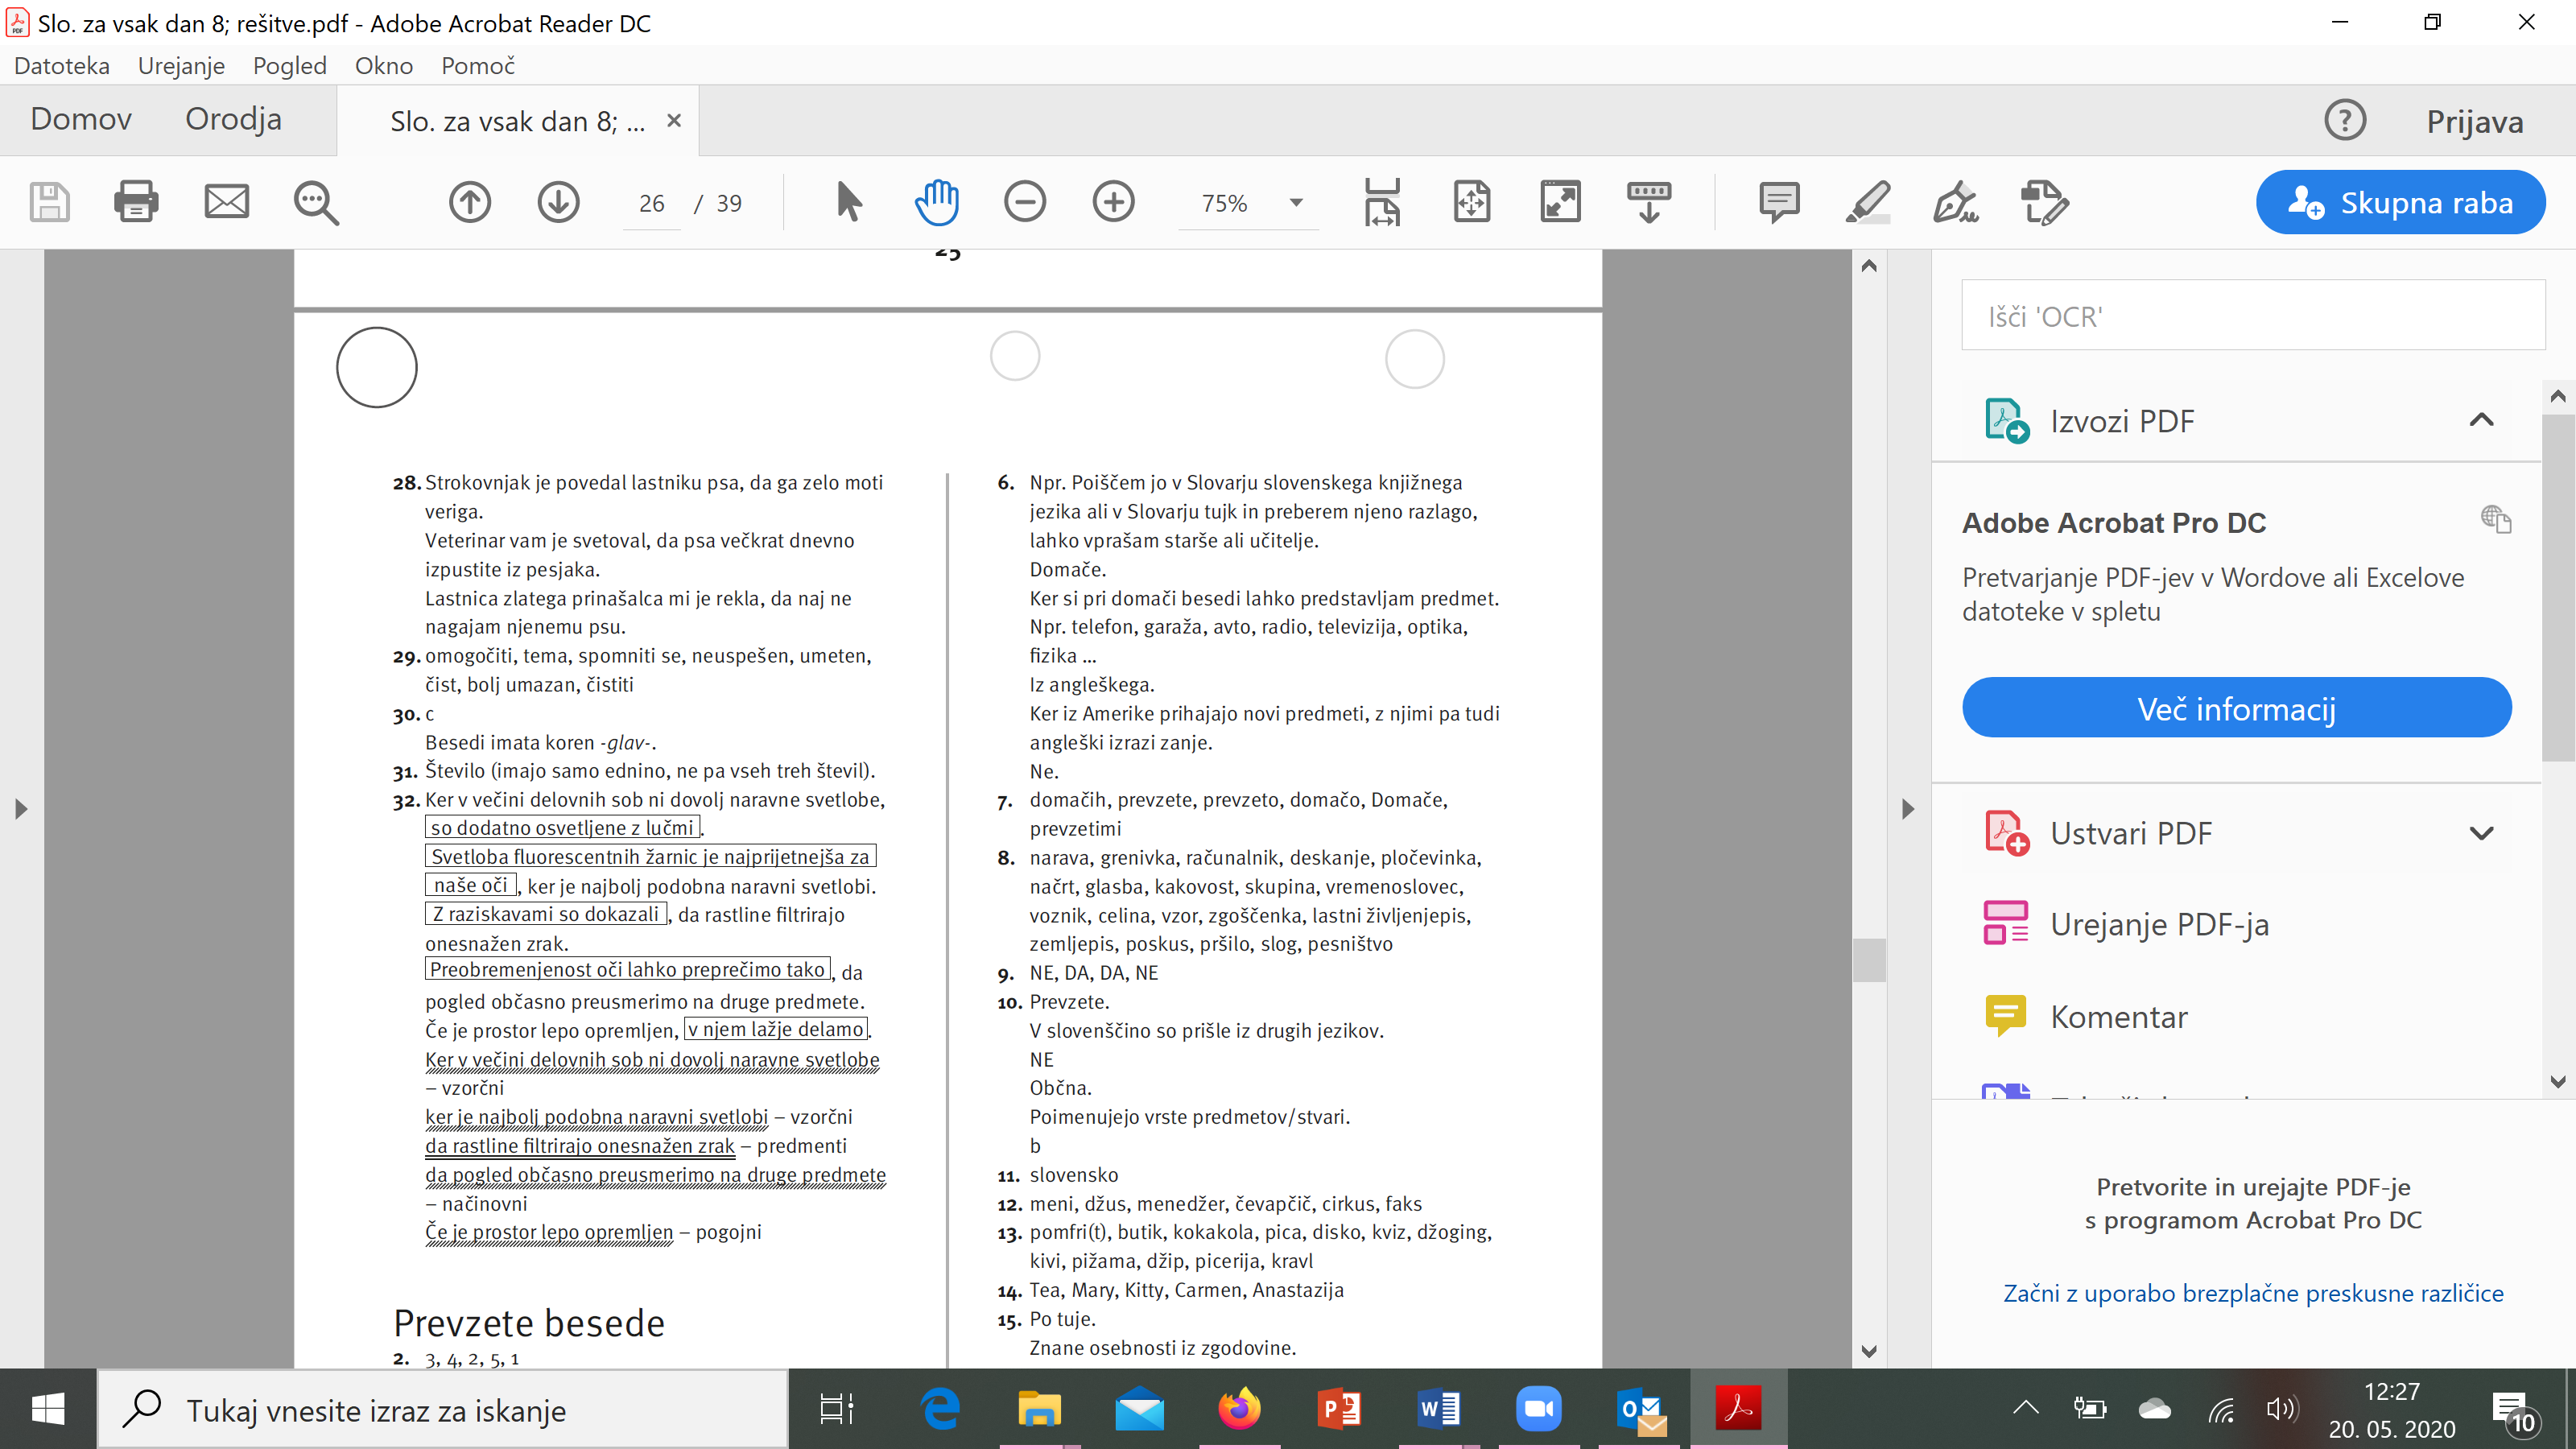 Slo. za vsak dan 8; rešitve.pdf - Adobe Acrobat Reader DC
Datoteka Urejanje Pogled Okno Pomoč
Domov Orodja Slo. za vsak dan 8; ... × ? Prijava
26 / 39 75% Skupna raba
25
28. Strokovnjak je povedal lastniku psa, da ga zelo moti
veriga.
Veterinar vam je svetoval, da psa večkrat dnevno
izpustite iz pesjaka.
Lastnica zlatega prinašalca mi je rekla, da naj ne
nagajam njenemu psu.
29. omogočiti, tema, spomniti se, neuspešen, umeten,
čist, bolj umazan, čistiti
30. c
Besedi imata koren -glav-.
31. Število (imajo samo ednino, ne pa vseh treh števil).
32. Ker v večini delovnih sob ni dovolj naravne svetlobe,
so dodatno osvetljene z lučmi.
Svetloba fluorescentnih žarnic je najprijetnejša za
naše oči, ker je najbolj podobna naravni svetlobi.
Z raziskavami so dokazali, da rastline filtrirajo
onesnažen zrak.
Preobremenjenost oči lahko preprečimo tako, da
pogled občasno preusmerimo na druge predmete.
Če je prostor lepo opremljen, v njem lažje delamo.
Ker v večini delovnih sob ni dovolj naravne svetlobe
– vzorčni
ker je najbolj podobna naravni svetlobi – vzorčni
da rastline filtrirajo onesnažen zrak – predmenti
da pogled občasno preusmerimo na druge predmete
– načinovni
Če je prostor lepo opremljen – pogojni
Prevzete besede
2. 3, 4, 2, 5, 1
6. Npr. Poiščem jo v Slovarju slovenskega knjižnega
jezika ali v Slovarju tujk in preberem njeno razlago,
lahko vprašam starše ali učitelje.
Domače.
Ker si pri domači besedi lahko predstavljam predmet.
Npr. telefon, garaža, avto, radio, televizija, optika,
fizika ...
Iz angleškega.
Ker iz Amerike prihajajo novi predmeti, z njimi pa tudi
angleški izrazi zanje.
Ne.
7. domačih, prevzete, prevzeto, domačo, Domače,
prevzetimi
8. narava, grenivka, računalnik, deskanje, pločevinka,
načrt, glasba, kakovost, skupina, vremenoslovec,
voznik, celina, vzor, zgoščenka, lastni življenjepis,
zemljepis, poskus, pršilo, slog, pesništvo
9. NE, DA, DA, NE
10. Prevzete.
V slovenščino so prišle iz drugih jezikov.
NE
Občna.
Poimenujejo vrste predmetov/stvari.
b
11. slovensko
12. meni, džus, menedžer, čevapčič, cirkus, faks
13. pomfri(t), butik, kokakola, pica, disko, kviz, džoging,
kivi, pižama, džip, picerija, kravl
14. Tea, Mary, Kitty, Carmen, Anastazija
15. Po tuje.
Znane osebnosti iz zgodovine.
Išči 'OCR'
Izvozi PDF
Adobe Acrobat Pro DC
Pretvarjanje PDF-jev v Wordove ali Excelove
datoteke v spletu
Več informacij
Ustvari PDF
Urejanje PDF-ja
Komentar
Pretvorite in urejajte PDF-je
s programom Acrobat Pro DC
Začni z uporabo brezplačne preskusne različice
Tukaj vnesite izraz za iskanje
12:27
20. 05. 2020
10